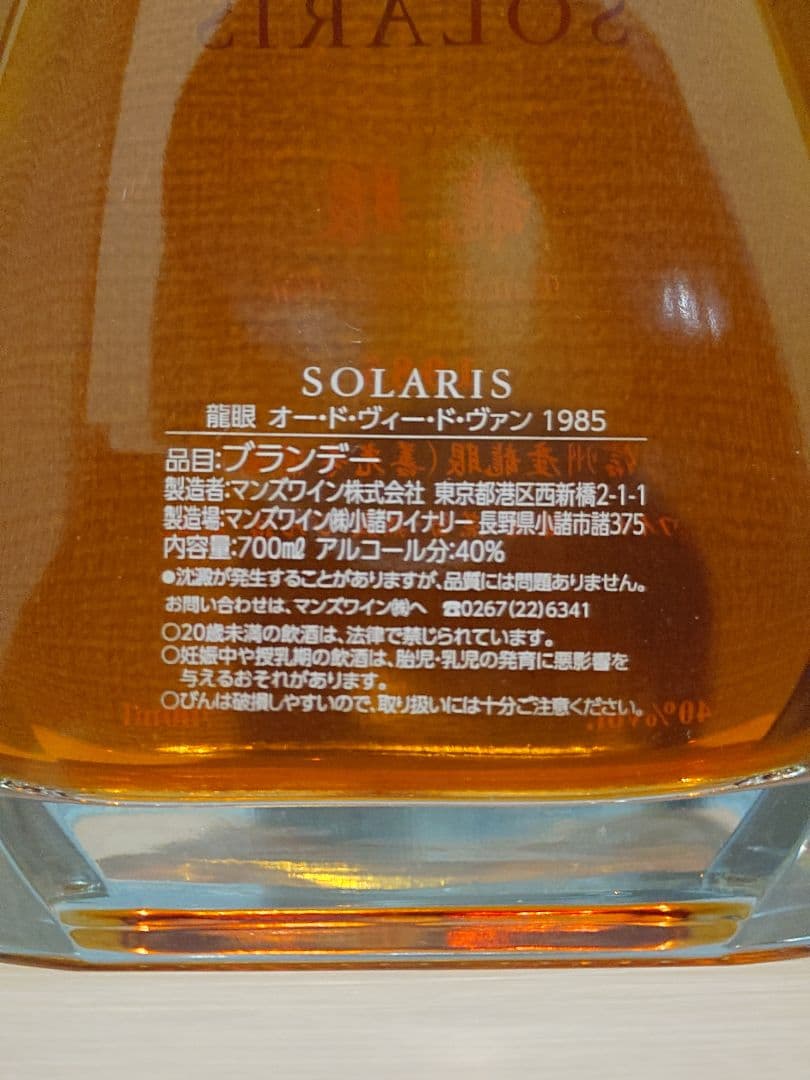 SOLARIS
SOLARIS
龍眼 オー・ド・ヴィー・ド・ヴァン 1985
品目:ブランデー
製造者:マンズワイン株式会社 東京都港区西新橋2-1-1
製造場:マンズワイン㈱小諸ワイナリー 長野県小諸市諸375
内容量:700㎖ アルコール分:40%
●沈澱が発生することがありますが、品質には問題ありません。
お問い合わせは、マンズワイン㈱へ ☎0267(22)6341
○20歳未満の飲酒は、法律で禁じられています。
○妊娠中や授乳期の飲酒は、胎児・乳児の発育に悪影響を
与えるおそれがあります。
○びんは破損しやすいので、取り扱いには十分ご注意ください。